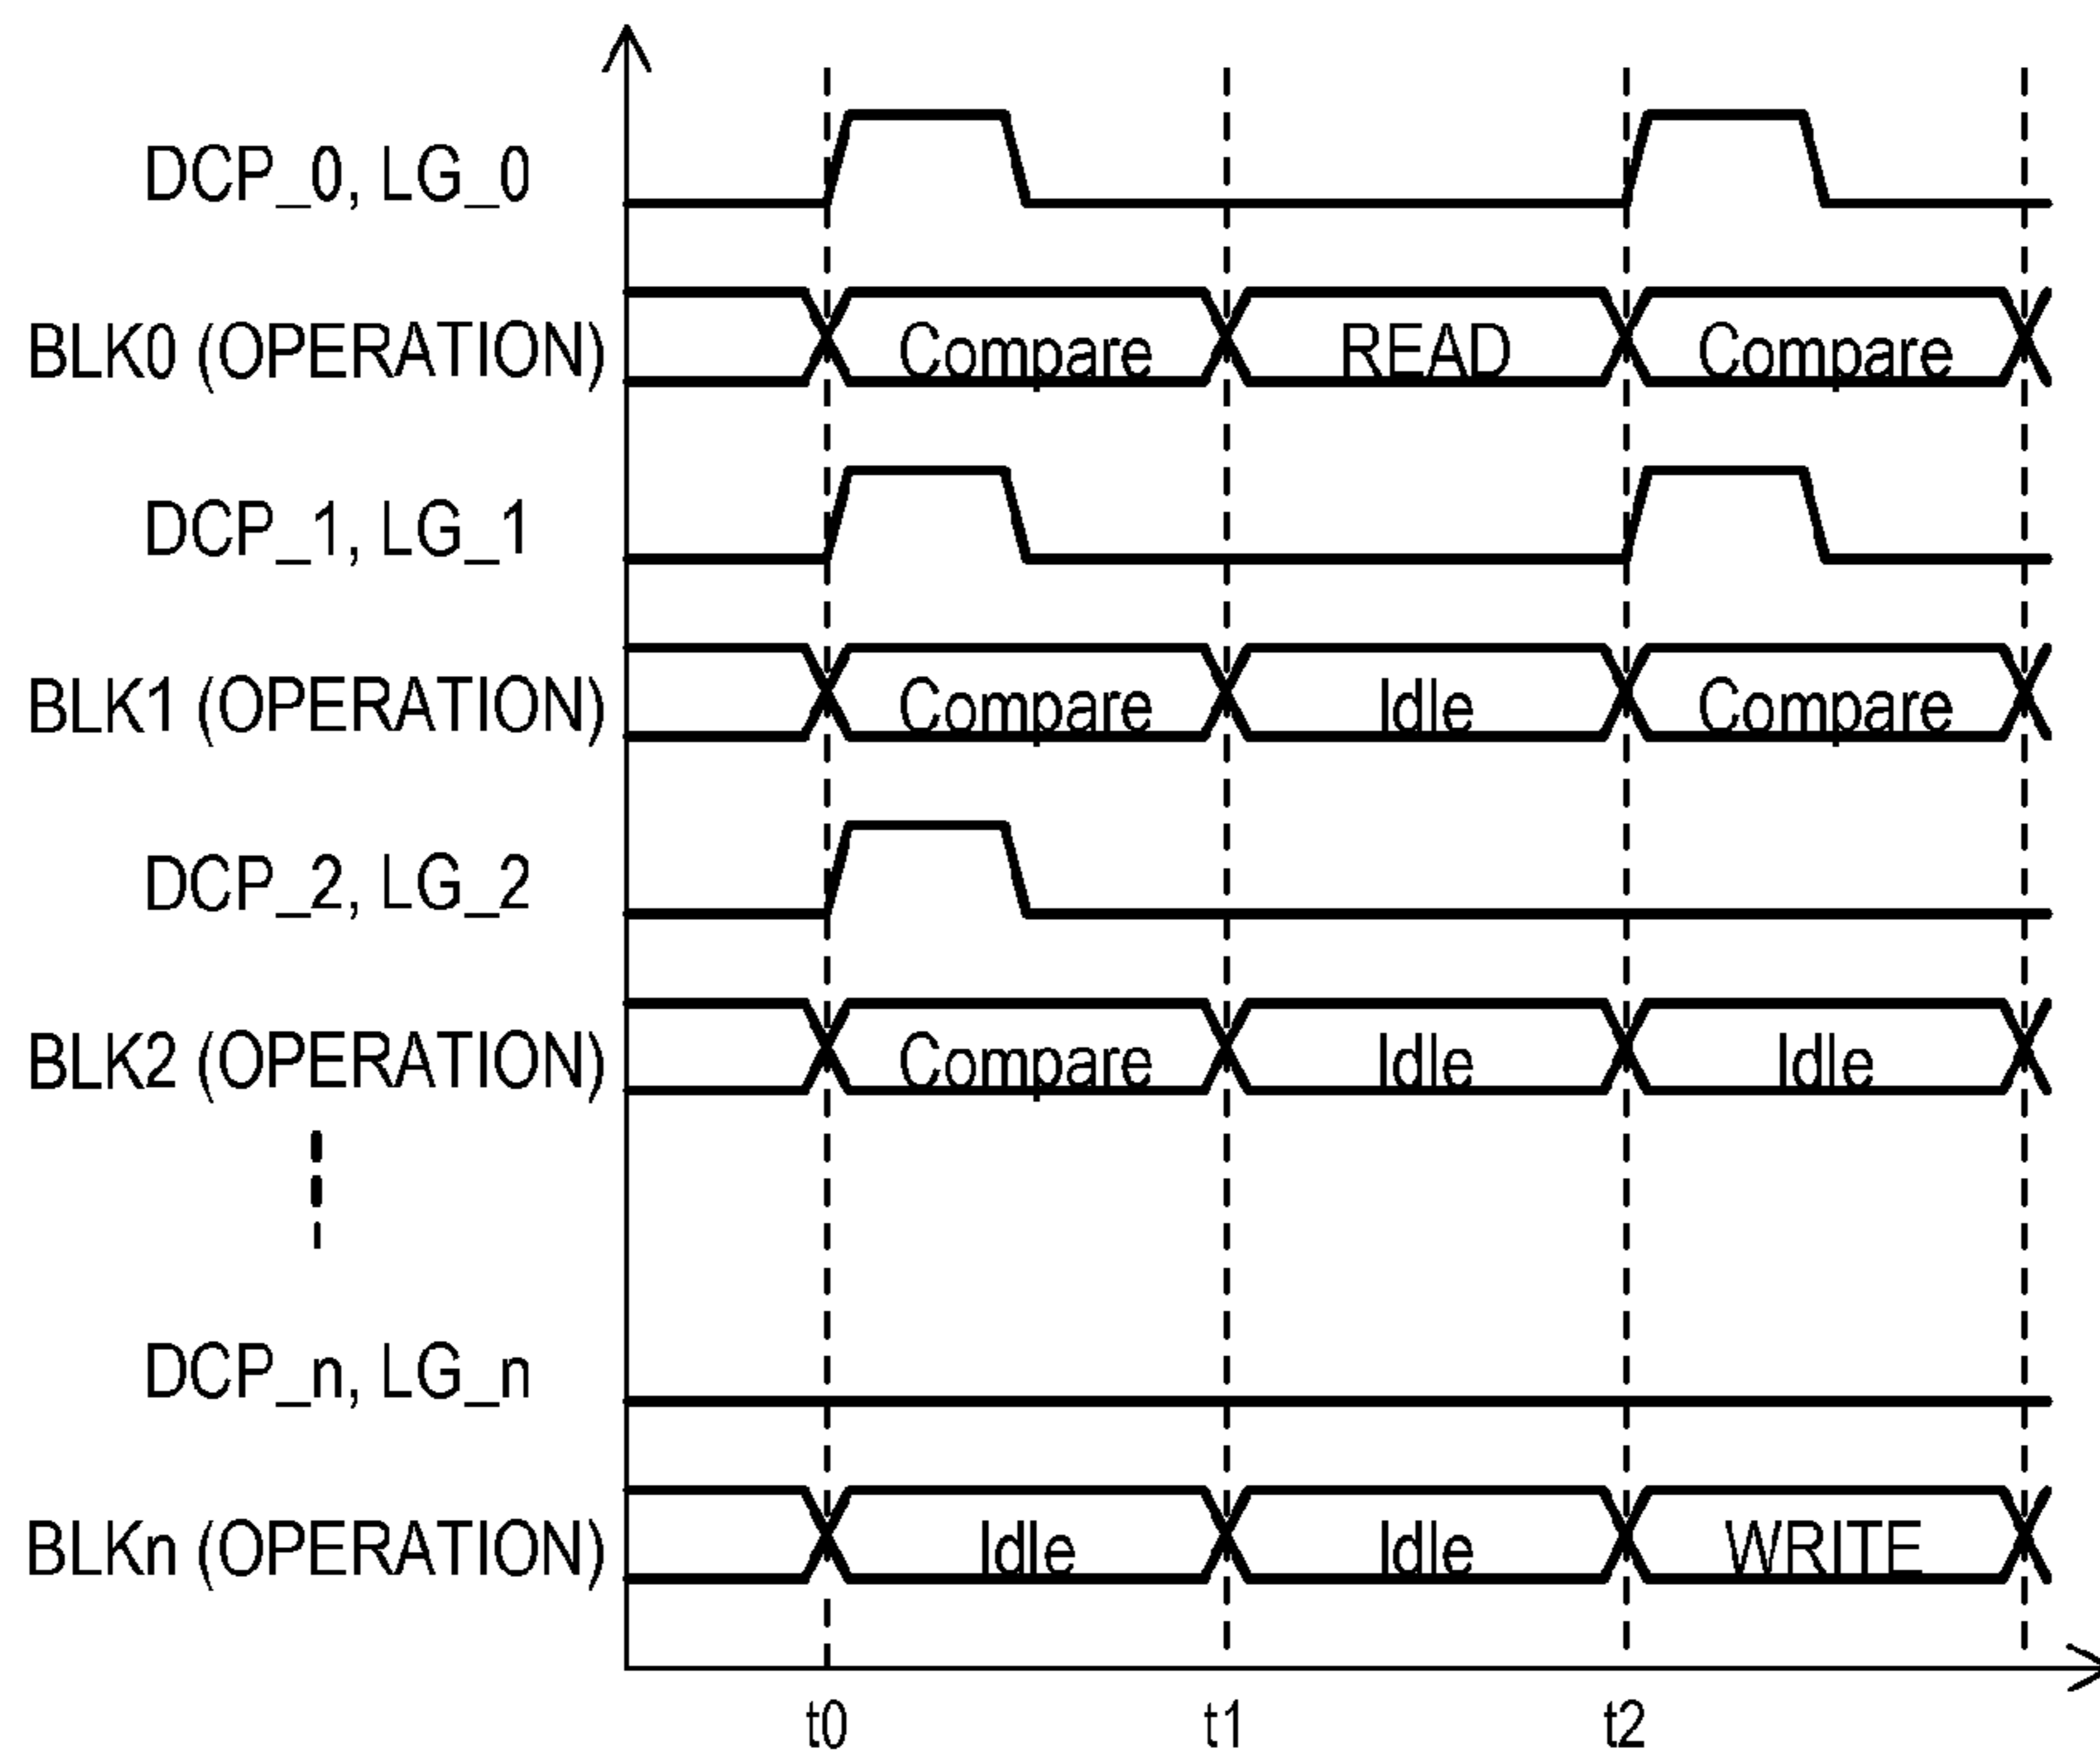 DCP_0, LG_0
BLK0 (OPERATION) Compare READ Compare
DCP_1, LG_1
BLK1 (OPERATION) Compare Idle Compare
DCP_2, LG_2
BLK2 (OPERATION) Compare Idle Idle
DCP_n, LG_n
BLKn (OPERATION) Idle Idle WRITE
t0 t1 t2